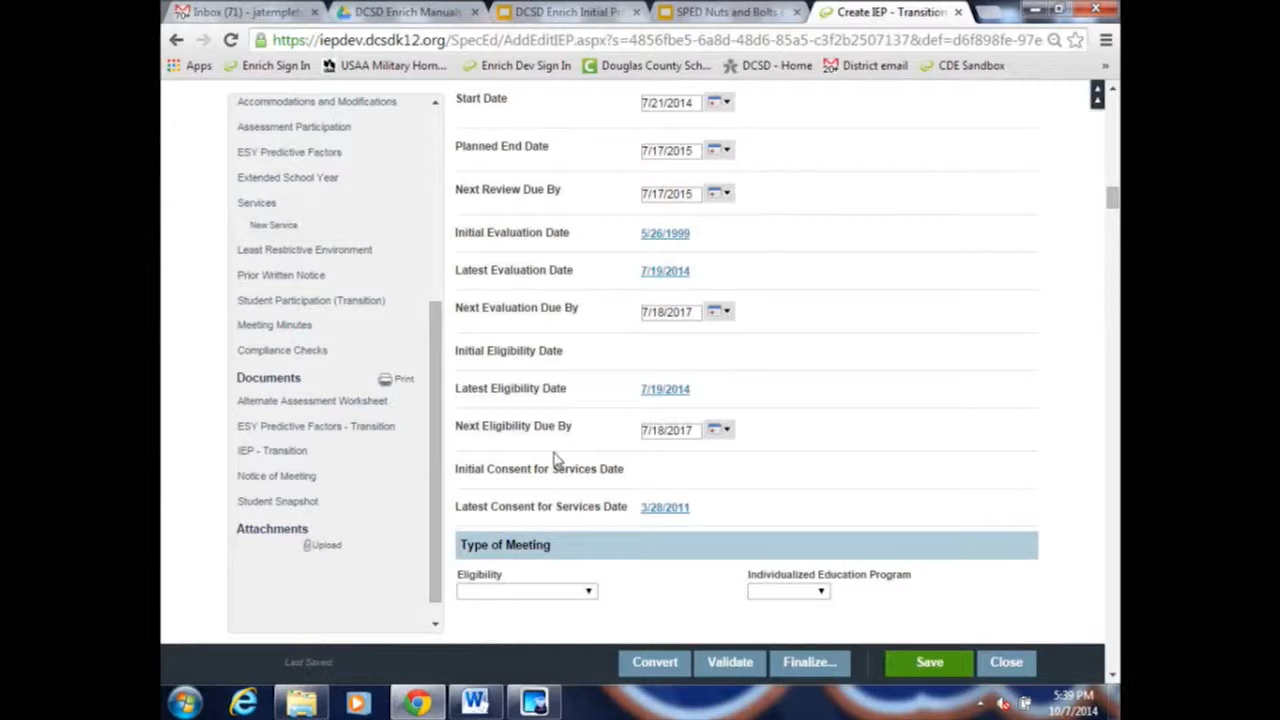 Inbox (71) - jatemplet
DCSD Enrich Manuals
DCSD Enrich Initial Pr
SPED Nuts and Bolts
Create IEP - Transition
https://iepdev.dcsdk12.org/SpecEd/AddEditIEP.aspx?s=4856fbe5-6a8d-48d6-85a5-c3f2b2507137&def=d6f898fe-97e
Apps
Enrich Sign In
USAA Military Hom...
Enrich Dev Sign In
Douglas County Sch...
DCSD - Home
District email
CDE Sandbox
»
Accommodations and Modifications
Assessment Participation
ESY Predictive Factors
Extended School Year
Services
New Service
Least Restrictive Environment
Prior Written Notice
Student Participation (Transition)
Meeting Minutes
Compliance Checks
Documents Print
Alternate Assessment Worksheet
ESY Predictive Factors - Transition
IEP - Transition
Notice of Meeting
Student Snapshot
Attachments
Upload
Start Date 7/21/2014
Planned End Date 7/17/2015
Next Review Due By 7/17/2015
Initial Evaluation Date 5/26/1999
Latest Evaluation Date 7/19/2014
Next Evaluation Due By 7/18/2017
Initial Eligibility Date
Latest Eligibility Date 7/19/2014
Next Eligibility Due By 7/18/2017
Initial Consent for Services Date
Latest Consent for Services Date 3/28/2011
Type of Meeting
Eligibility Individualized Education Program
Last Saved:
Convert Validate Finalize... Save Close
5:39 PM
10/7/2014